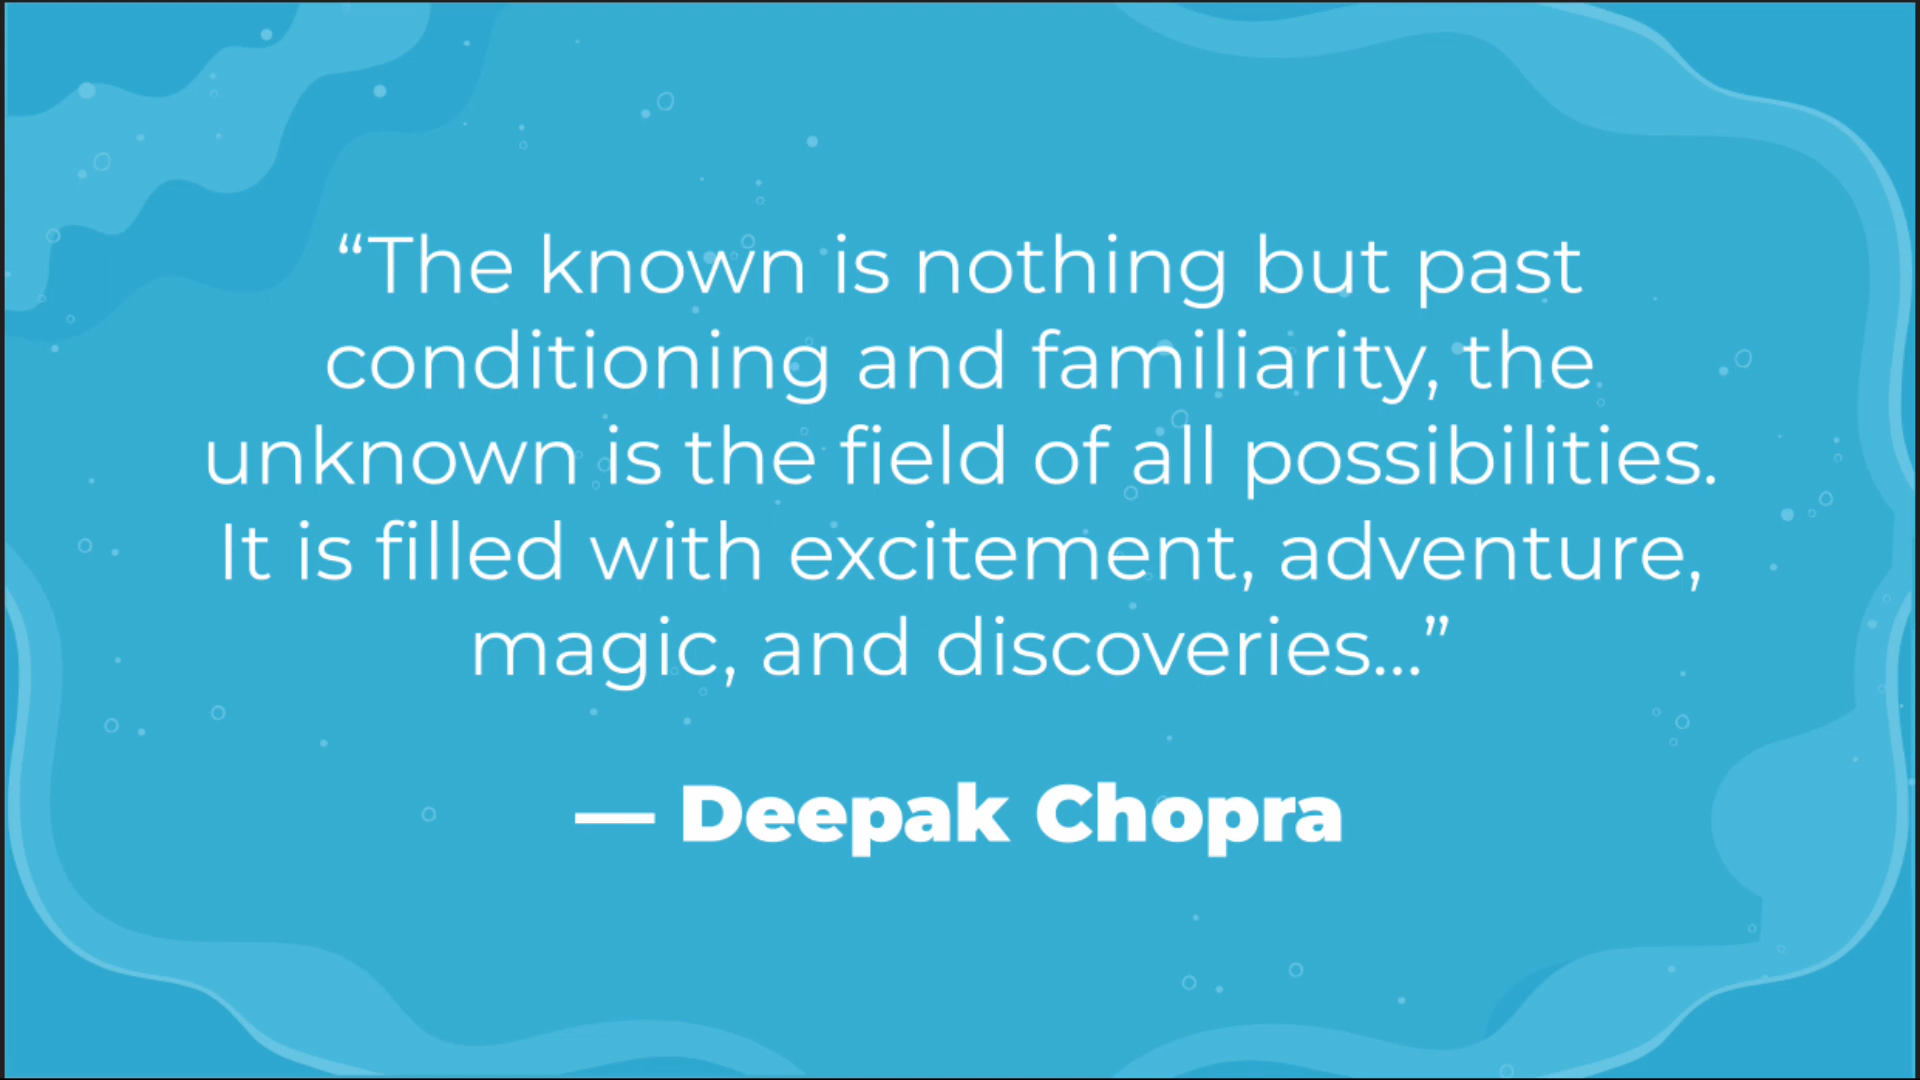 “The known is nothing but past
conditioning and familiarity, the
unknown is the field of all possibilities.
It is filled with excitement, adventure,
magic, and discoveries...”
— Deepak Chopra